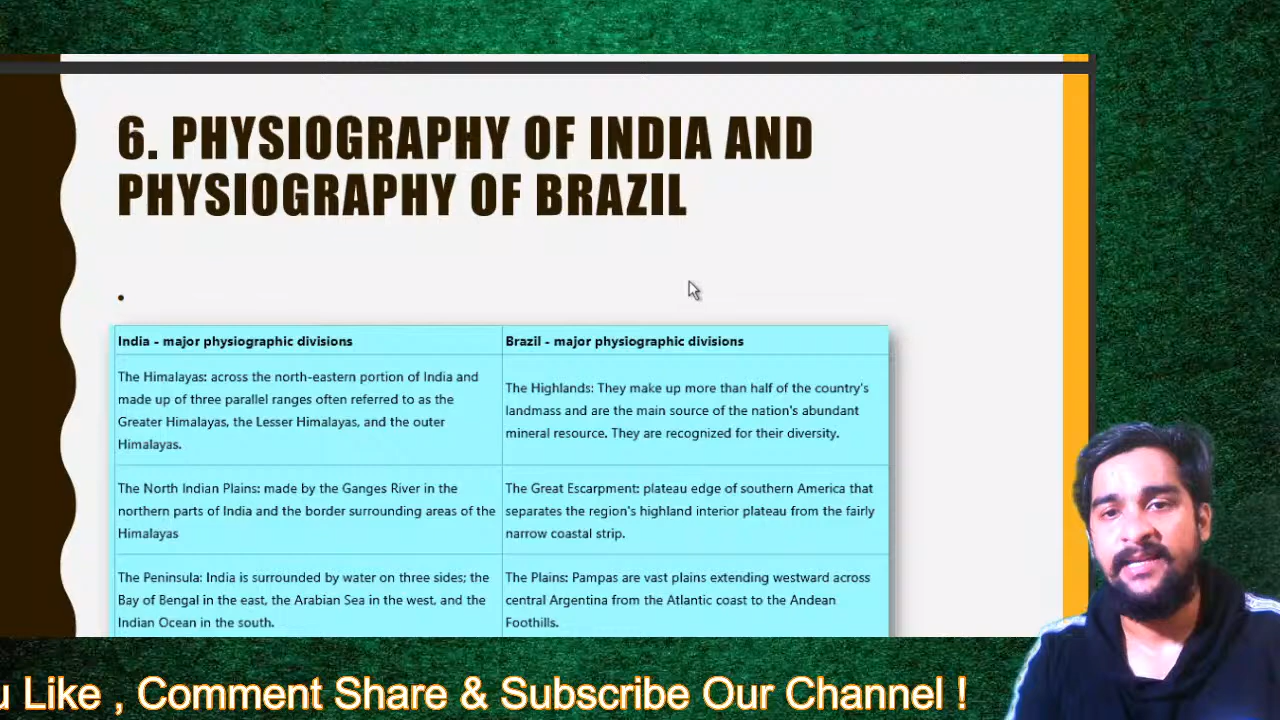 6. PHYSIOGRAPHY OF INDIA AND
PHYSIOGRAPHY OF BRAZIL
•
India - major physiographic divisions
Brazil - major physiographic divisions
The Himalayas: across the north-eastern portion of India and
made up of three parallel ranges often referred to as the
Greater Himalayas, the Lesser Himalayas, and the outer
Himalayas.
The Highlands: They make up more than half of the country's
landmass and are the main source of the nation's abundant
mineral resource. They are recognized for their diversity.
The North Indian Plains: made by the Ganges River in the
northern parts of India and the border surrounding areas of the
Himalayas
The Great Escarpment: plateau edge of southern America that
separates the region's highland interior plateau from the fairly
narrow coastal strip.
The Peninsula: India is surrounded by water on three sides; the
Bay of Bengal in the east, the Arabian Sea in the west, and the
Indian Ocean in the south.
The Plains: Pampas are vast plains extending westward across
central Argentina from the Atlantic coast to the Andean
Foothills.
u Like , Comment Share & Subscribe Our Channel !